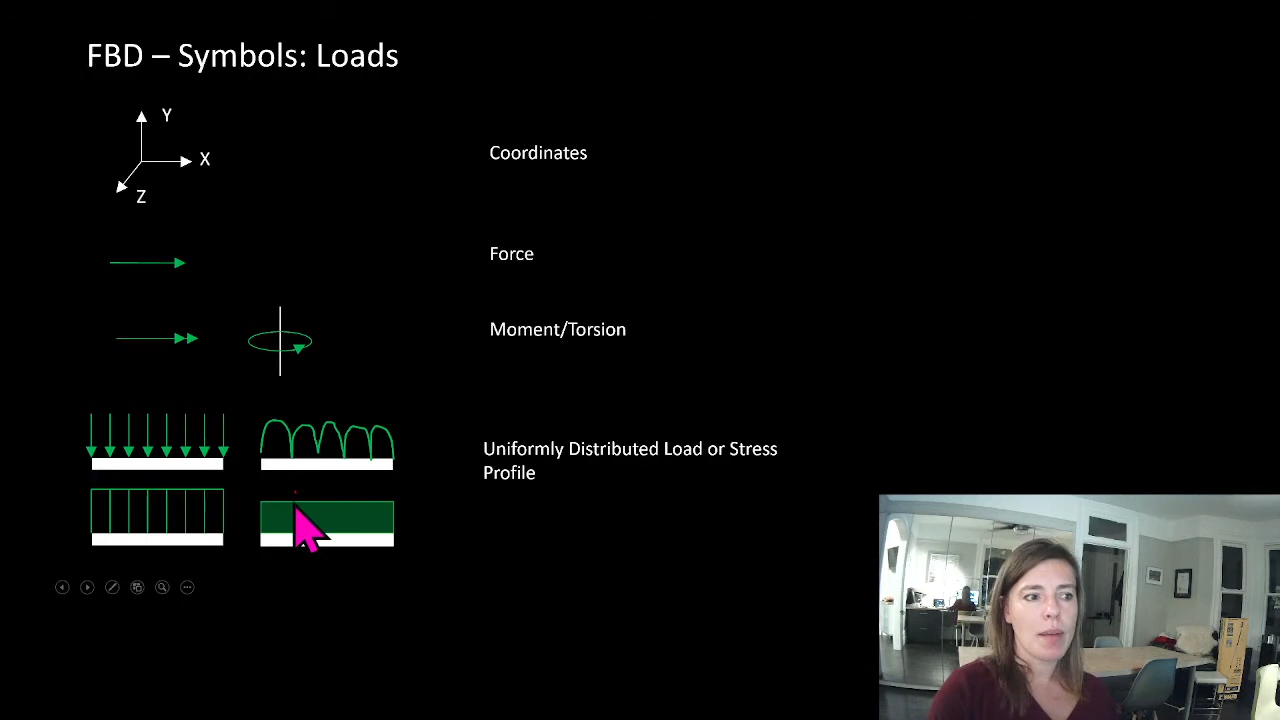 FBD – Symbols: Loads
Y
X
Z
Coordinates
Force
Moment/Torsion
Uniformly Distributed Load or Stress
Profile